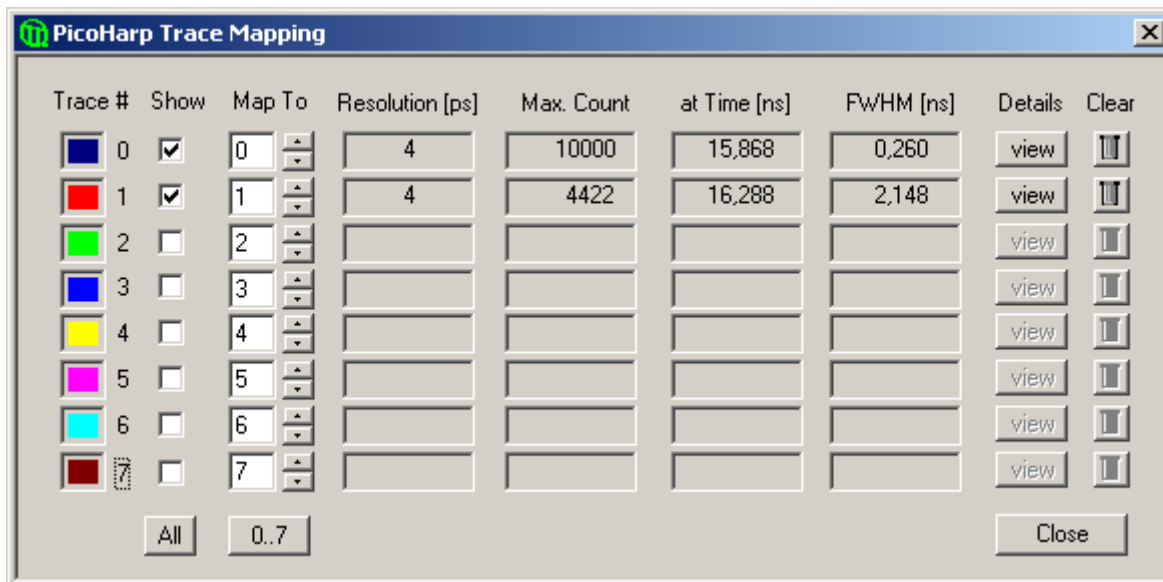 PicoHarp Trace Mapping
Trace # Show Map To Resolution [ps] Max. Count at Time [ns] FWHM [ns] Details Clear
0 0 4 10000 15,868 0,260 view
1 1 4 4422 16,288 2,148 view
2 2 view
3 3 view
4 4 view
5 5 view
6 6 view
7 7 view
All 0..7 Close